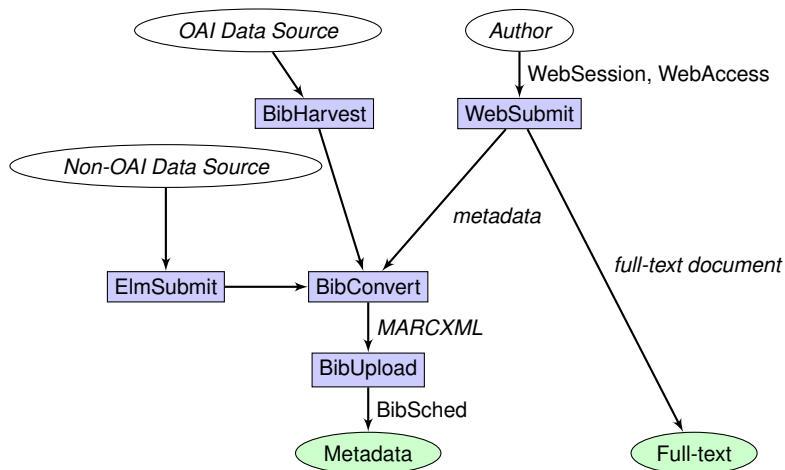 OAI Data Source
Author
WebSession, WebAccess
BibHarvest
WebSubmit
Non-OAI Data Source
metadata
full-text document
ElmSubmit
BibConvert
MARCXML
BibUpload
BibSched
Metadata
Full-text